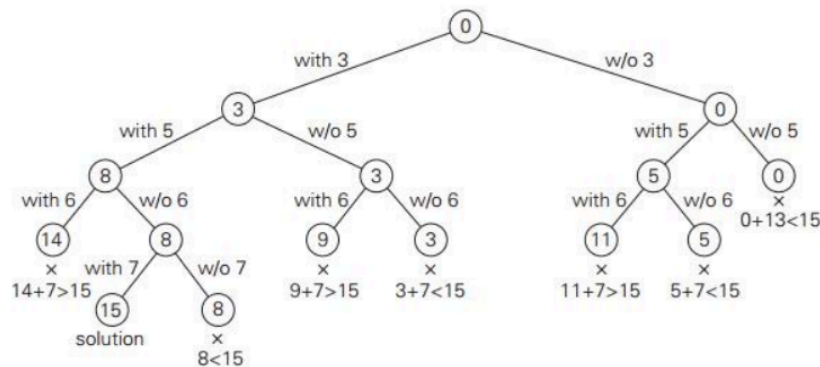 0
with 3 w/o 3
3 0
with 5 w/o 5 with 5 w/o 5
8 3 5 0
with 6 w/o 6 with 6 w/o 6 with 6 w/o 6 ×
0+13<15
14 8 9 3 11 5
× with 7 w/o 7 × × × ×
14+7>15 9+7>15 3+7<15 11+7>15 5+7<15
15 8
solution ×
8<15